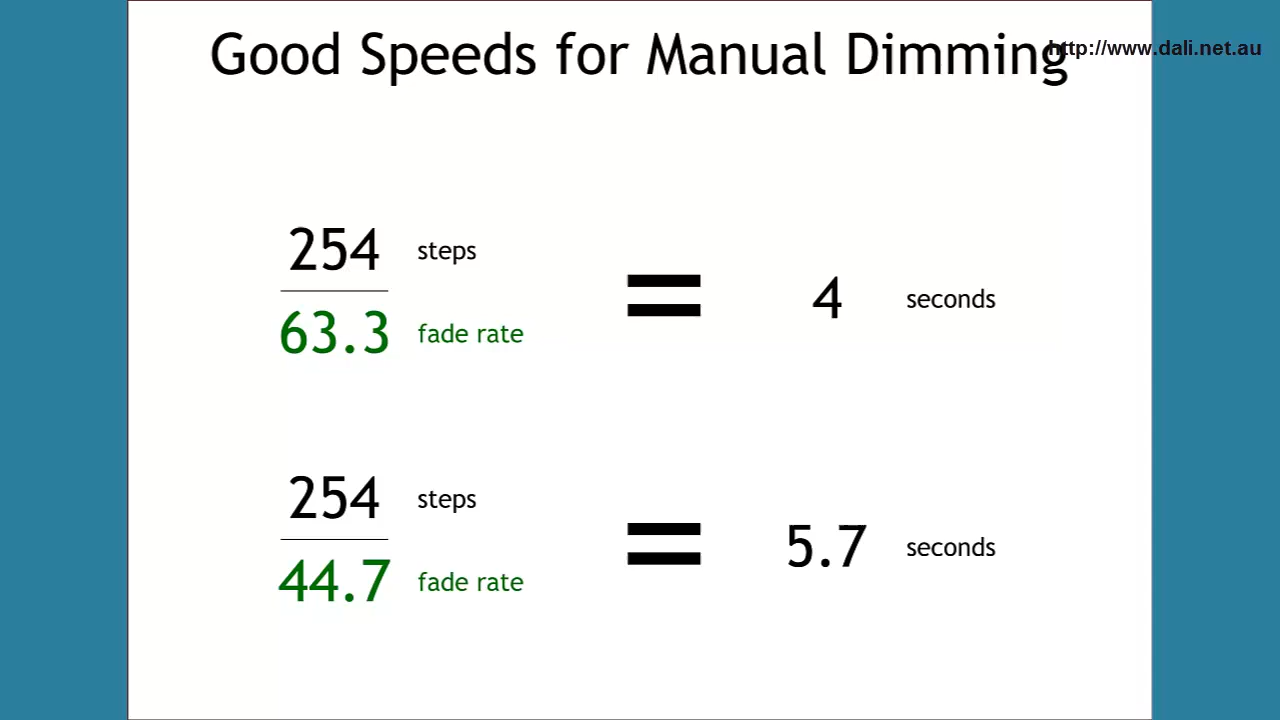 Good Speeds for Manual Dimming
http://www.dali.net.au
254 steps
63.3 fade rate
= 4 seconds
254 steps
44.7 fade rate
= 5.7 seconds